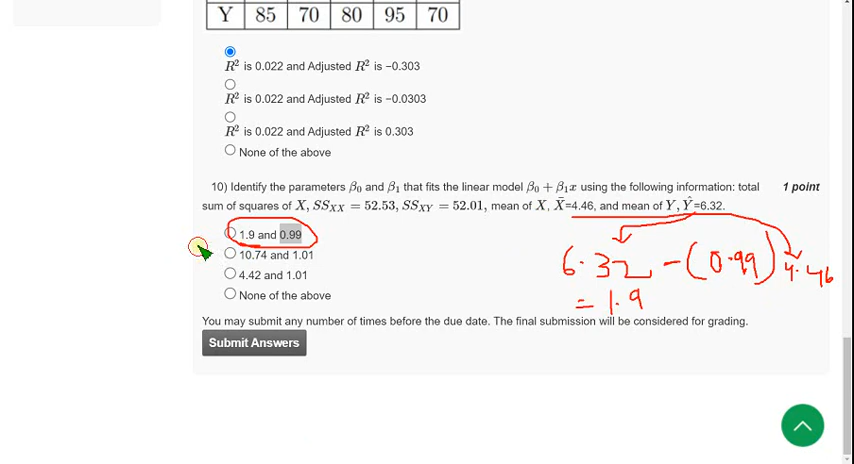 Y 85 70 80 95 70
R² is 0.022 and Adjusted R² is −0.303
R² is 0.022 and Adjusted R² is −0.0303
R² is 0.022 and Adjusted R² is 0.303
None of the above
10) Identify the parameters β₀ and β₁ that fits the linear model β₀ + β₁x using the following information: total 1 point
sum of squares of X, SS_XX = 52.53, SS_XY = 52.01, mean of X, X̄=4.46, and mean of Y, Ŷ=6.32.
1.9 and 0.99
10.74 and 1.01
4.42 and 1.01
None of the above
6.32 − (0.99) 4.46
= 1.9
You may submit any number of times before the due date. The final submission will be considered for grading.
Submit Answers